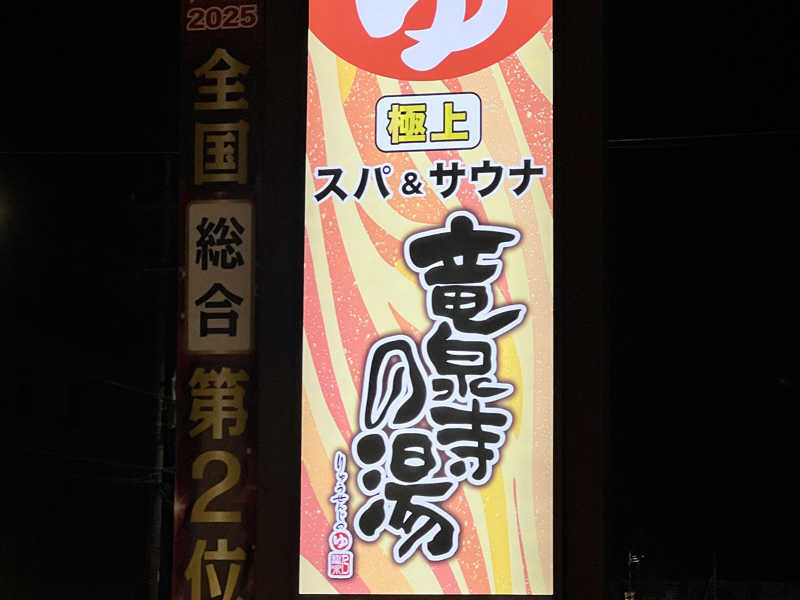 2025
全国
総合
第2位
ゆ
極上
スパ&サウナ
竜泉寺
の湯
りゅうせんじのゆ